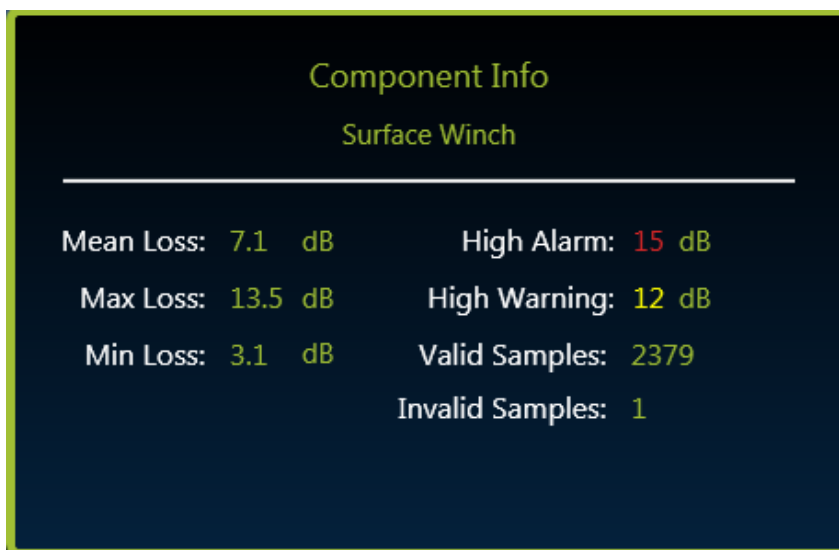 Component Info
Surface Winch
Mean Loss: 7.1 dB High Alarm: 15 dB
Max Loss: 13.5 dB High Warning: 12 dB
Min Loss: 3.1 dB Valid Samples: 2379
Invalid Samples: 1